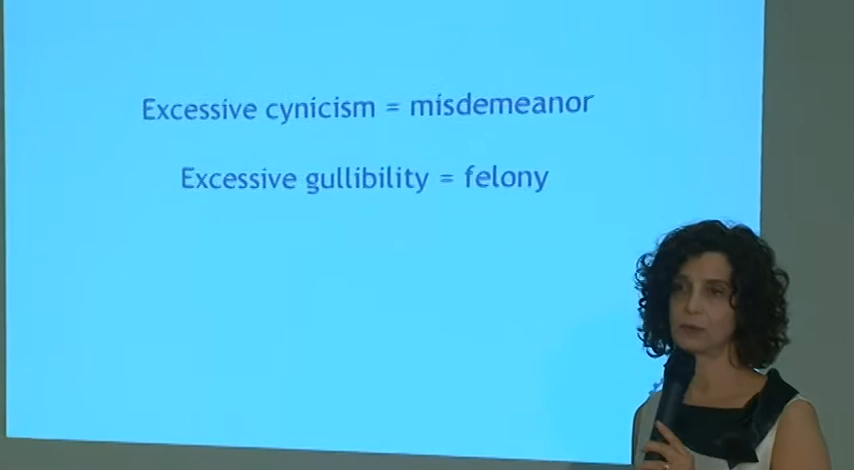 Excessive cynicism = misdemeanor
Excessive gullibility = felony